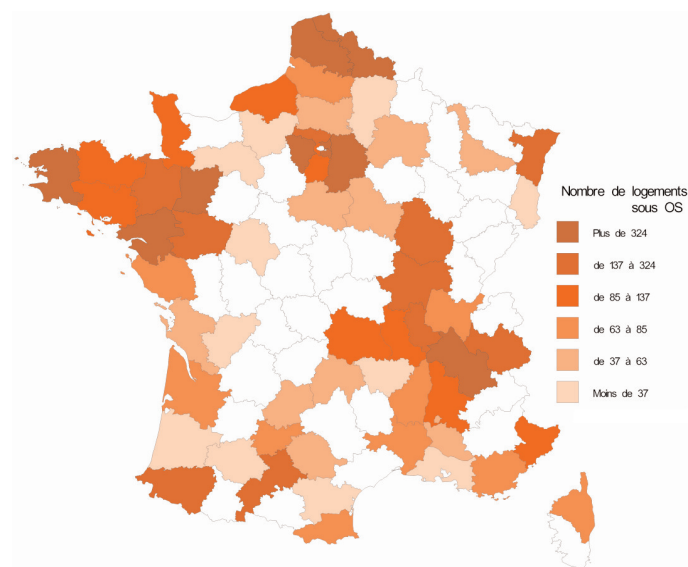 Nombre de logements
sous OS
Plus de 324
de 137 à 324
de 85 à 137
de 63 à 85
de 37 à 63
Moins de 37